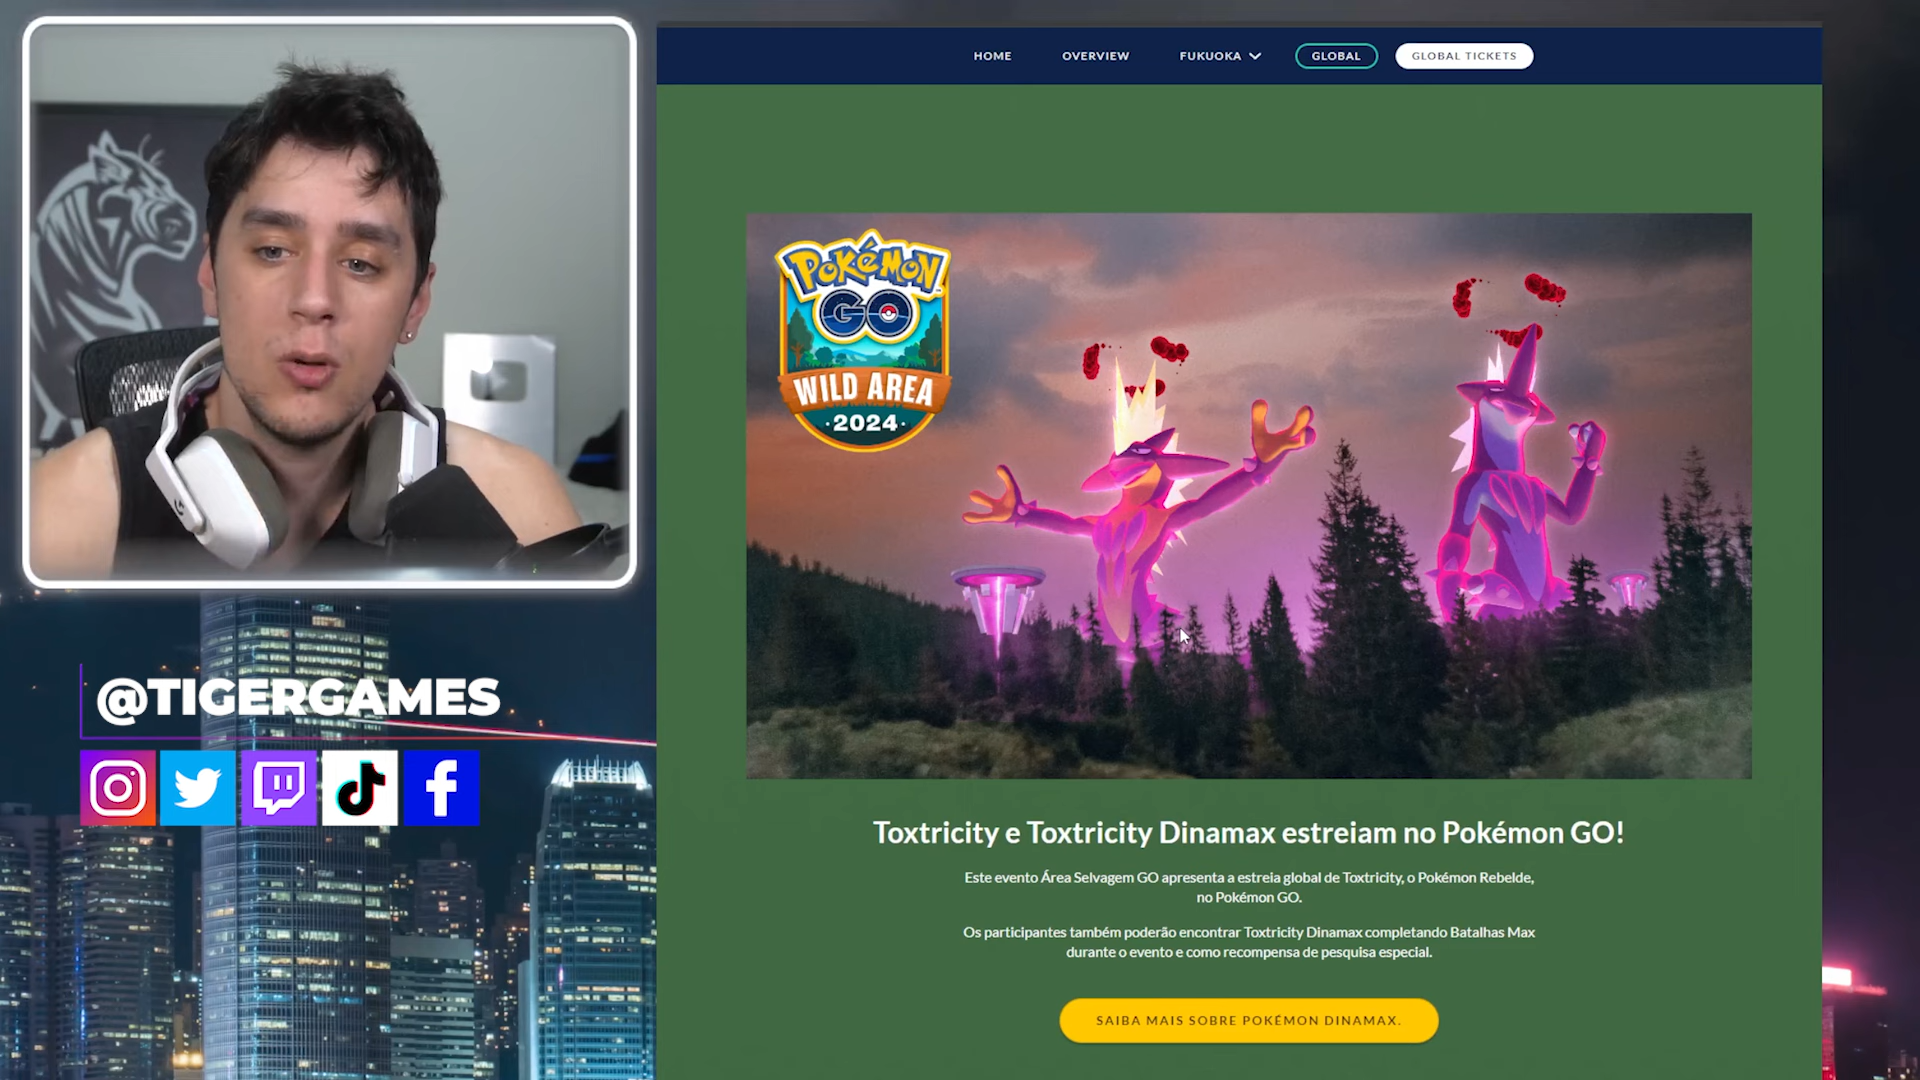 HOME
OVERVIEW
FUKUOKA
GLOBAL
GLOBAL TICKETS
POKéMON
GO
WILD AREA
·2024·
@TIGERGAMES
Toxtricity e Toxtricity Dinamax estreiam no Pokémon GO!
Este evento Área Selvagem GO apresenta a estreia global de Toxtricity, o Pokémon Rebelde,
no Pokémon GO.
Os participantes também poderão encontrar Toxtricity Dinamax completando Batalhas Max
durante o evento e como recompensa de pesquisa especial.
SAIBA MAIS SOBRE POKÉMON DINAMAX.